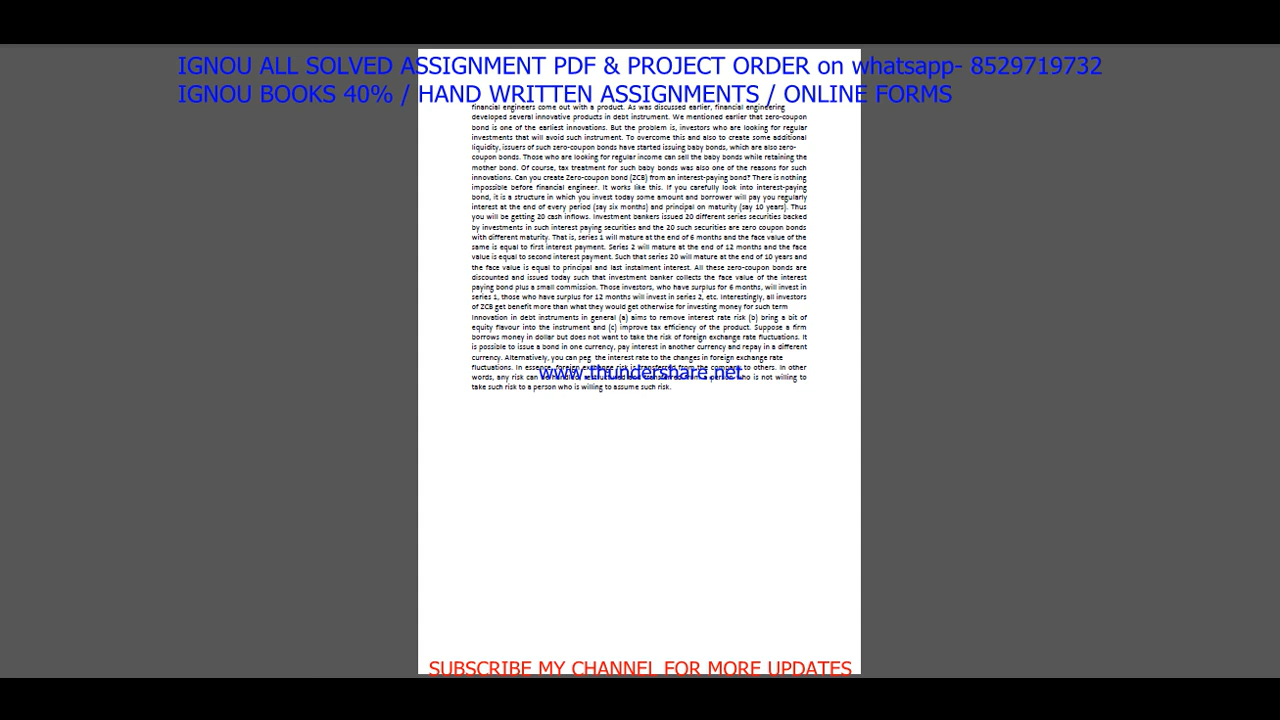 IGNOU ALL SOLVED ASSIGNMENT PDF & PROJECT ORDER on whatsapp- 8529719732
IGNOU BOOKS 40% / HAND WRITTEN ASSIGNMENTS / ONLINE FORMS
financial engineers come out with a product. As was discussed earlier, financial engineering
developed several innovative products in debt instrument. We mentioned earlier that zero-coupon
bond is one of the earliest innovations. But the problem is, investors who are looking for regular
investments that will avoid such instrument. To overcome this and also to create some additional
liquidity, issuers of such zero-coupon bonds have started issuing baby bonds, which are also zero-
coupon bonds. Those who are looking for regular income can sell the baby bonds while retaining the
mother bond. Of course, tax treatment for such baby bonds was also one of the reasons for such
innovations. Can you create Zero-coupon bond (ZCB) from an interest-paying bond? There is nothing
impossible before financial engineer. It works like this. If you carefully look into interest-paying
bond, it is a structure in which you invest today some amount and borrower will pay you regularly
interest at the end of every period (say six months) and principal on maturity (say 10 years). Thus
you will be getting 20 cash inflows. Investment bankers issued 20 different series securities backed
by investments in such interest paying securities and the 20 such securities are zero coupon bonds
with different maturity. That is, series 1 will mature at the end of 6 months and the face value of the
same is equal to first interest payment. Series 2 will mature at the end of 12 months and the face
value is equal to second interest payment. Such that series 20 will mature at the end of 10 years and
the face value is equal to principal and last instalment interest. All these zero-coupon bonds are
discounted and issued today such that investment banker collects the face value of the interest
paying bond plus a small commission. Those investors, who have surplus for 6 months, will invest in
series 1, those who have surplus for 12 months will invest in series 2, etc. Interestingly, all investors
of ZCB get benefit more than what they would get otherwise for investing money for such term
Innovation in debt instruments in general (a) aims to remove interest rate risk (b) bring a bit of
equity flavour into the instrument and (c) improve tax efficiency of the product. Suppose a firm
borrows money in dollar but does not want to take the risk of foreign exchange rate fluctuations. It
is possible to issue a bond in one currency, pay interest in another currency and repay in a different
currency. Alternatively, you can peg the interest rate to the changes in foreign exchange rate
fluctuations. In essence, foreign exchange risk is transferred from the company to others. In other
words, any risk can be handled, restructured and transferred from a person who is not willing to
take such risk to a person who is willing to assume such risk.
www.thundershare.net
SUBSCRIBE MY CHANNEL FOR MORE UPDATES